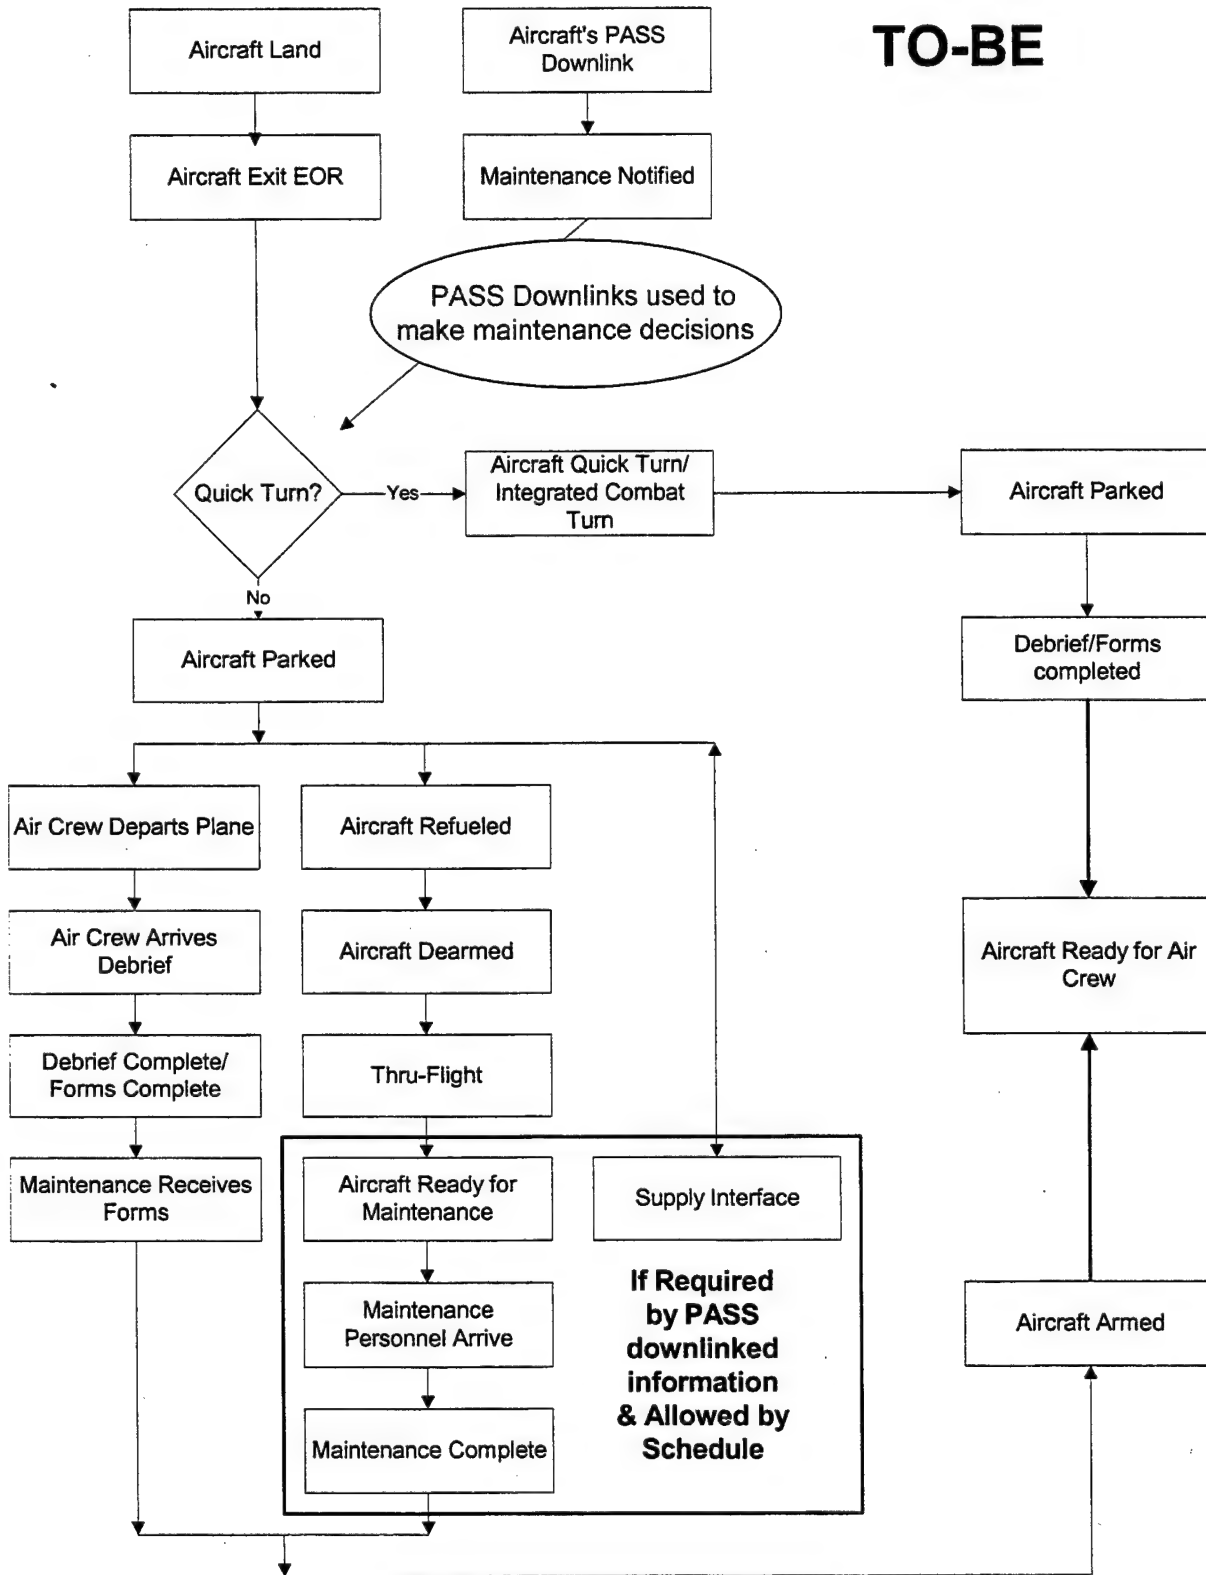 TO-BE
Aircraft Land
Aircraft's PASS
Downlink
Aircraft Exit EOR
Maintenance Notified
PASS Downlinks used to
make maintenance decisions
Quick Turn?
Yes
Aircraft Quick Turn/
Integrated Combat
Turn
Aircraft Parked
No
Aircraft Parked
Debrief/Forms
completed
Air Crew Departs Plane
Aircraft Refueled
Air Crew Arrives
Debrief
Aircraft Dearmed
Aircraft Ready for Air
Crew
Debrief Complete/
Forms Complete
Thru-Flight
Maintenance Receives
Forms
Aircraft Ready for
Maintenance
Supply Interface
Maintenance
Personnel Arrive
If Required
by PASS
downlinked
information
& Allowed by
Schedule
Aircraft Armed
Maintenance Complete